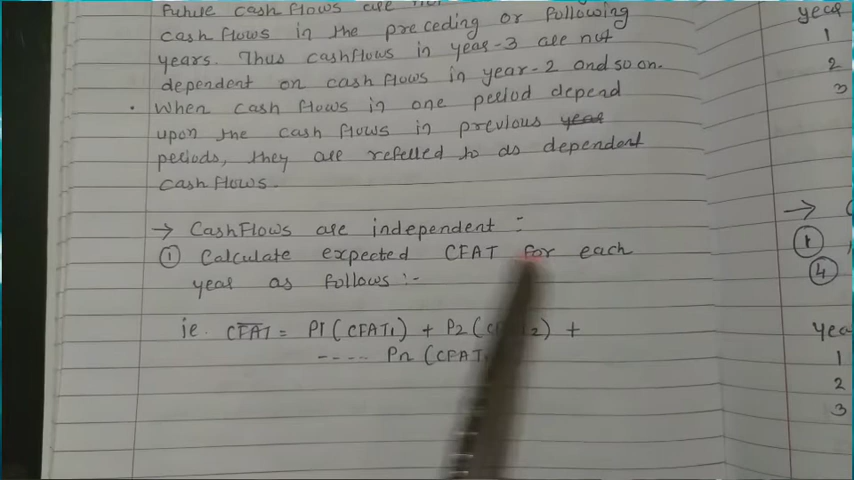 Future cash flows are
cash flows in the preceding or following
years. Thus cashflows in year-3 are not
dependent on cash flows in year-2 and so on.
• When cash flows in one period depend
upon the cash flows in previous year
periods, they are refelled to as dependent
cash flows.
→ CashFlows are independent :-
① Calculate expected CFAT for each
year as follows :-
ie. CFAT = P1 (CFAT1) + P2 (        2) +
---- Pn (CFAT
year
1
2
3
→
①
④
yea
1
2
3